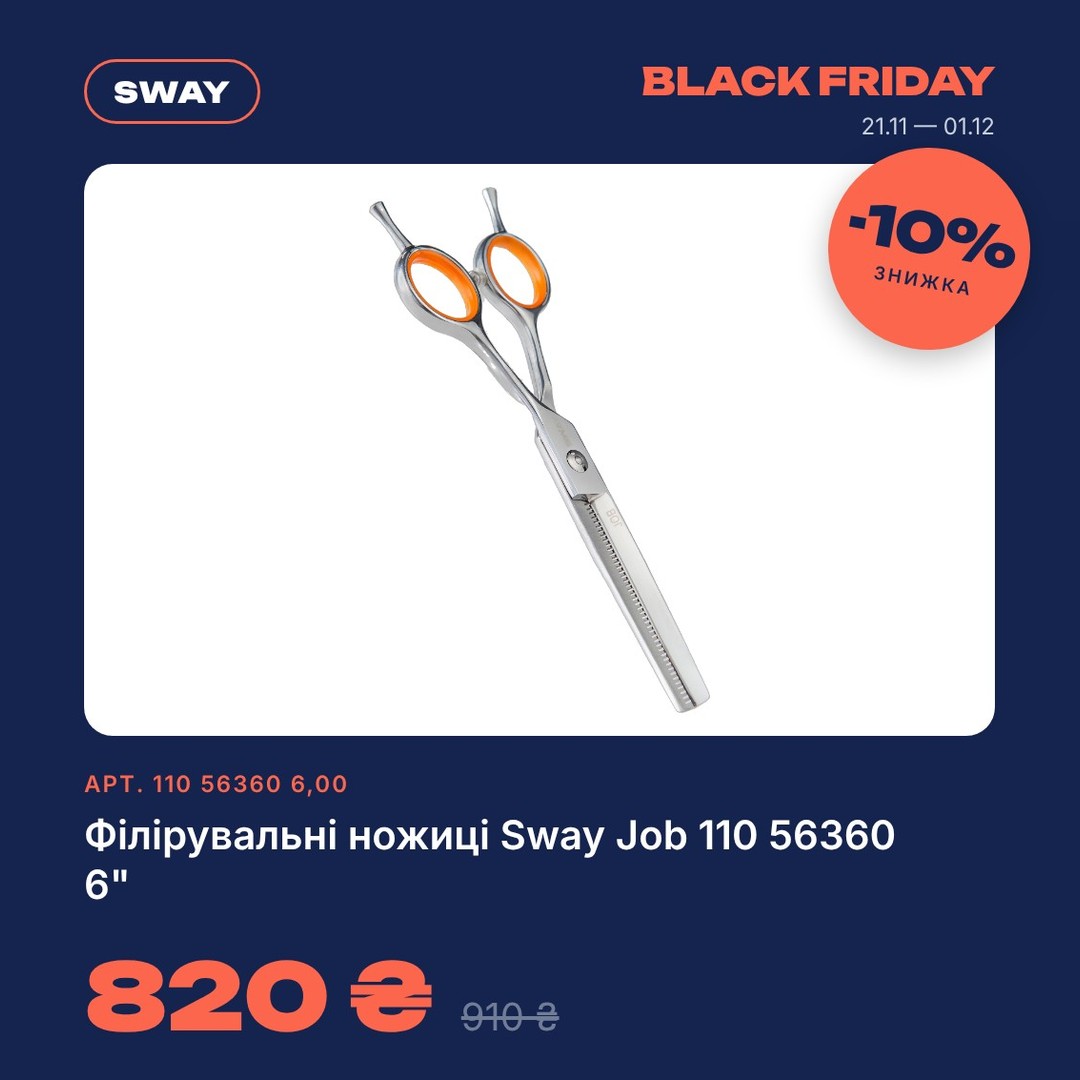 SWAY
BLACK FRIDAY
21.11 — 01.12
-10%
ЗНИЖКА
JOB
АРТ. 110 56360 6,00
Філірувальні ножиці Sway Job 110 56360
6"
820 ₴
910 ₴